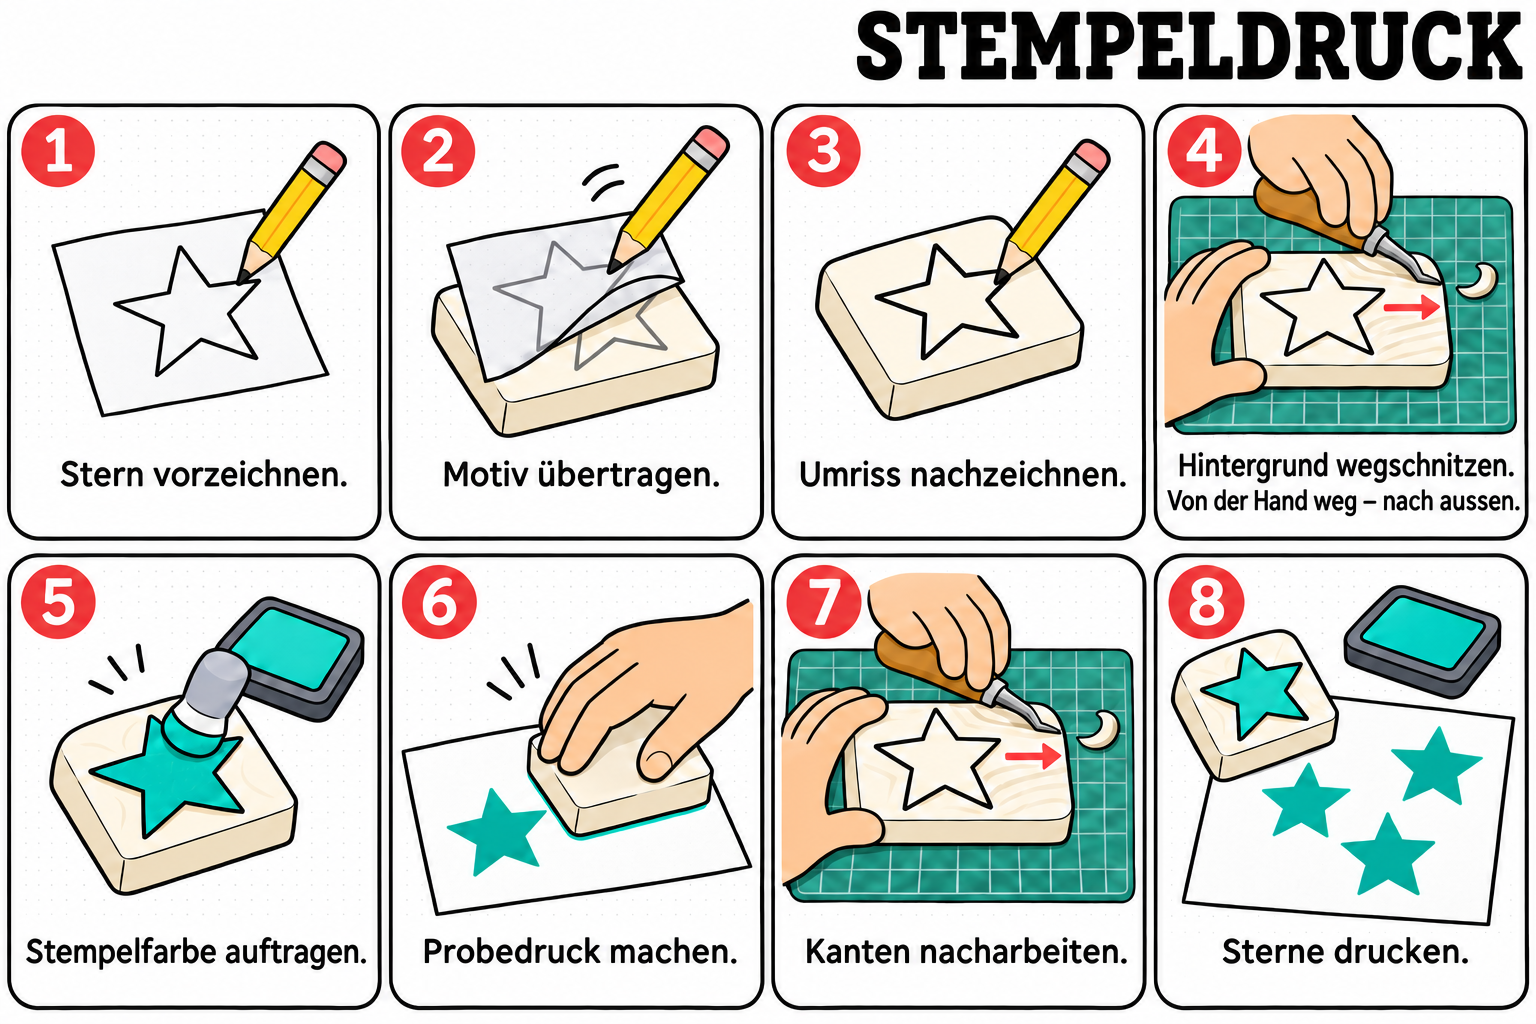 STEMPELDRUCK
1
Stern vorzeichnen.
2
Motiv übertragen.
3
Umriss nachzeichnen.
4
Hintergrund wegschnitzen.
Von der Hand weg – nach aussen.
5
Stempelfarbe auftragen.
6
Probedruck machen.
7
Kanten nacharbeiten.
8
Sterne drucken.